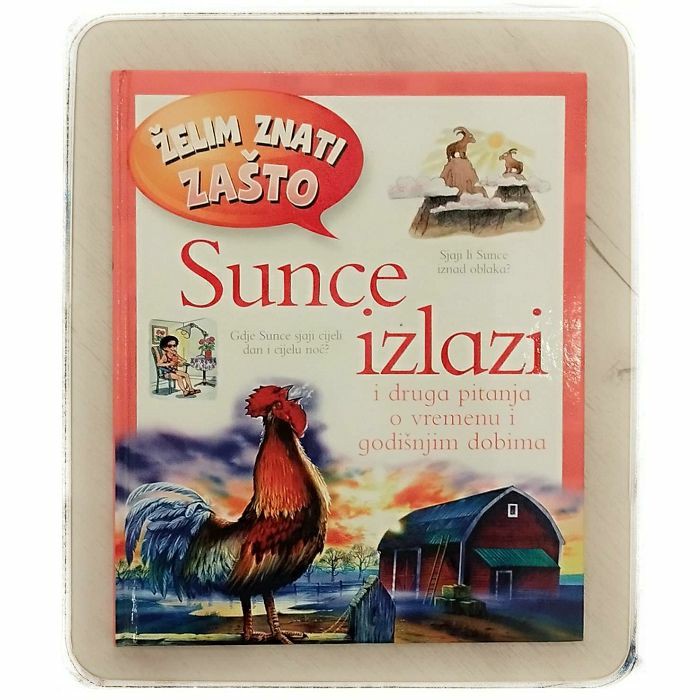 ŽELIM ZNATI
ZAŠTO
Sjaji li Sunce
iznad oblaka?
Sunce
izlazi
Gdje Sunce sjaji cijeli
dan i cijelu noć?
i druga pitanja
o vremenu i
godišnjim dobima